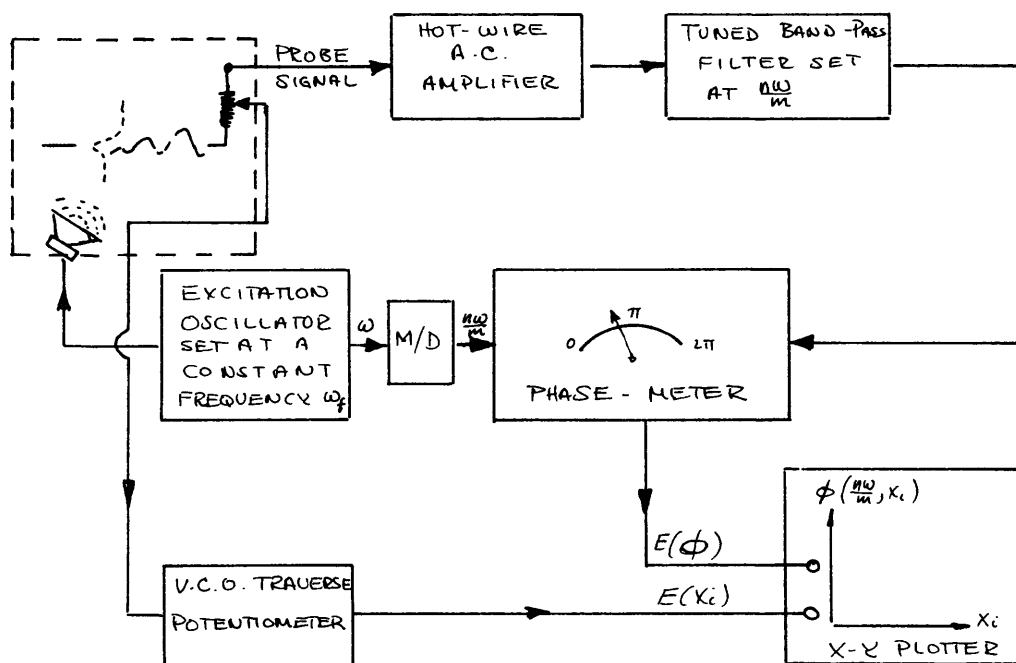 HOT-WIRE
A.C.
AMPLIFIER
TUNED BAND-PASS
FILTER SET
AT nω/m
PROBE
SIGNAL
EXCITATION
OSCILLATOR
SET AT A
CONSTANT
FREQUENCY ω_f
ω
M/D
nω/m
0
π
2π
PHASE-METER
E(φ)
E(Xi)
φ(nω/m, Xi)
Xi
X-Y PLOTTER
V.C.O. TRAVERSE
POTENTIOMETER